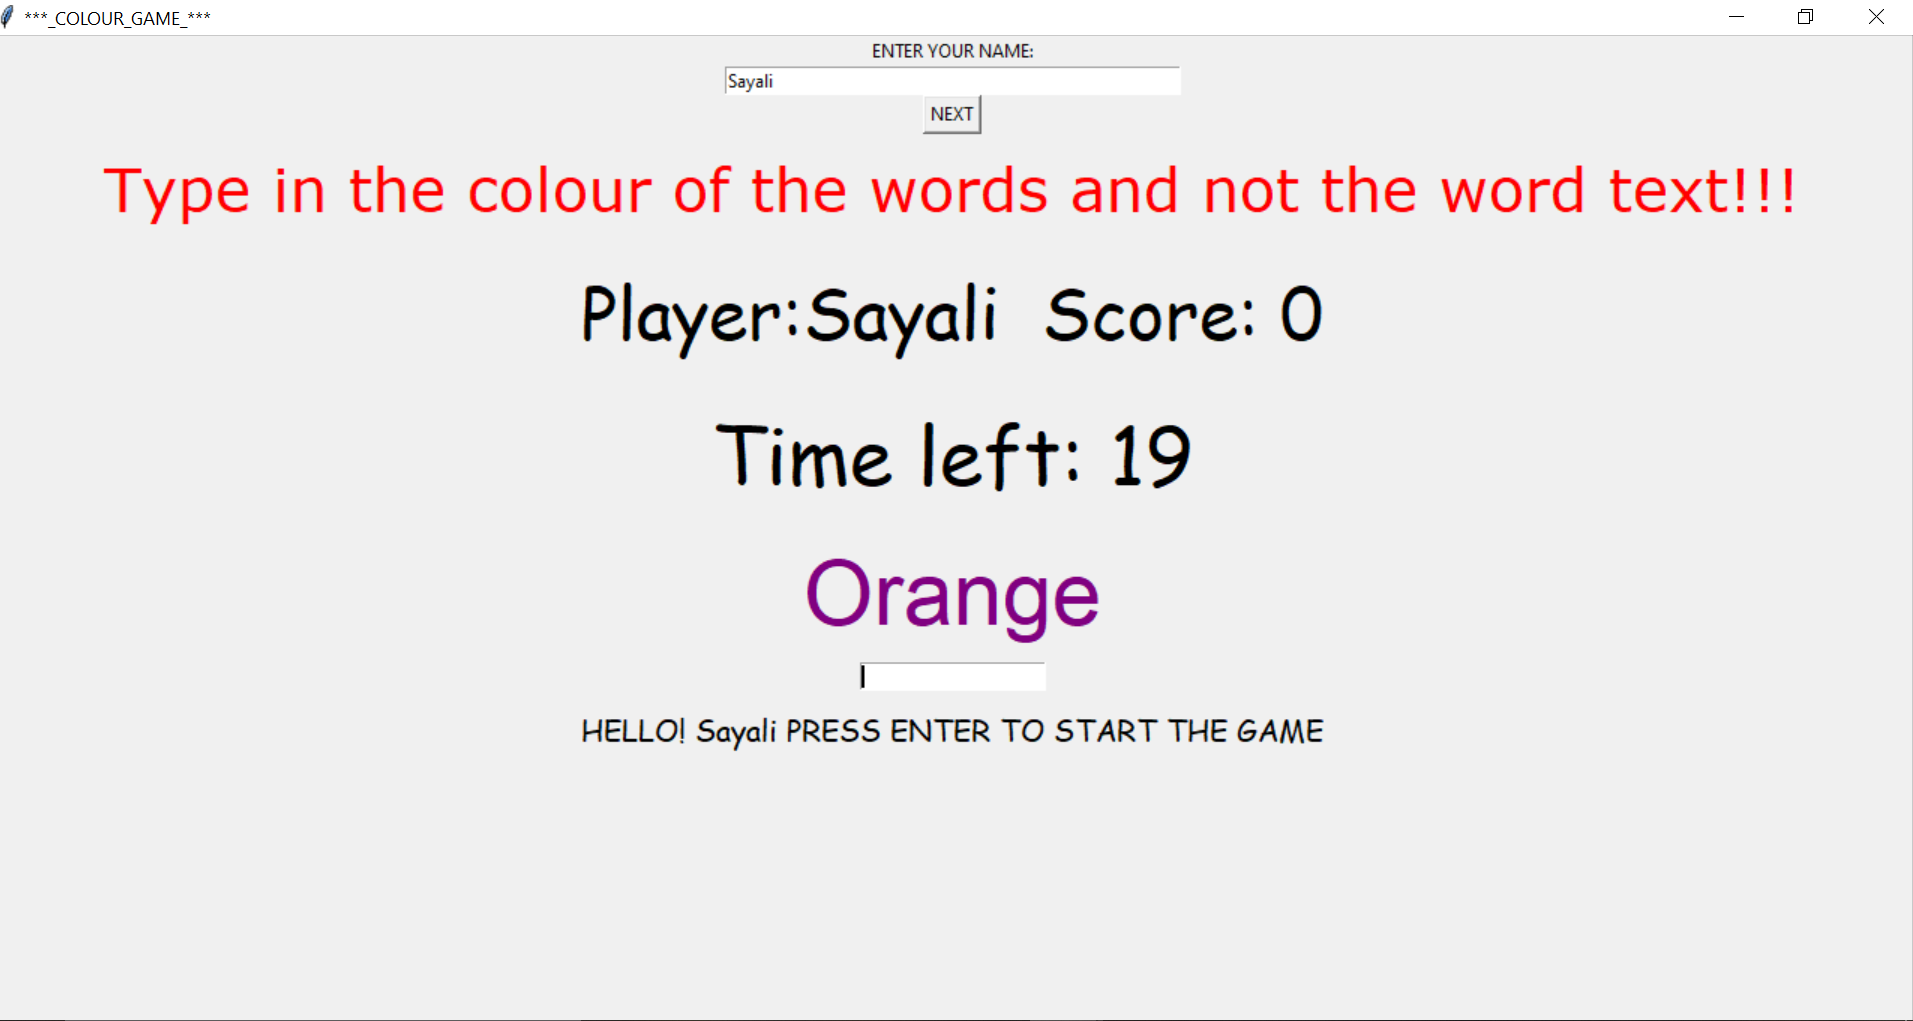 ***_COLOUR_GAME_***
ENTER YOUR NAME:
Sayali
NEXT
Type in the colour of the words and not the word text!!!
Player:Sayali  Score: 0
Time left: 19
Orange
HELLO! Sayali PRESS ENTER TO START THE GAME